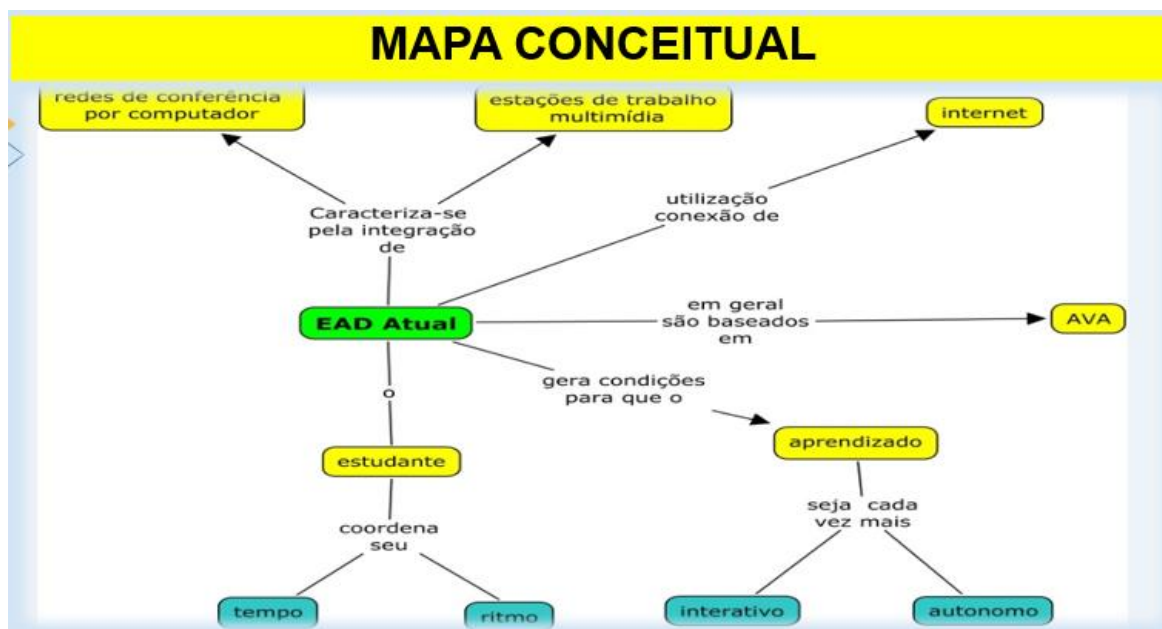 MAPA CONCEITUAL
redes de conferência
por computador
estações de trabalho
multimídia
internet
Caracteriza-se
pela integração
de
utilização
conexão de
EAD Atual
em geral
são baseados
em
AVA
o
gera condições
para que o
estudante
aprendizado
coordena
seu
seja cada
vez mais
tempo
ritmo
interativo
autonomo